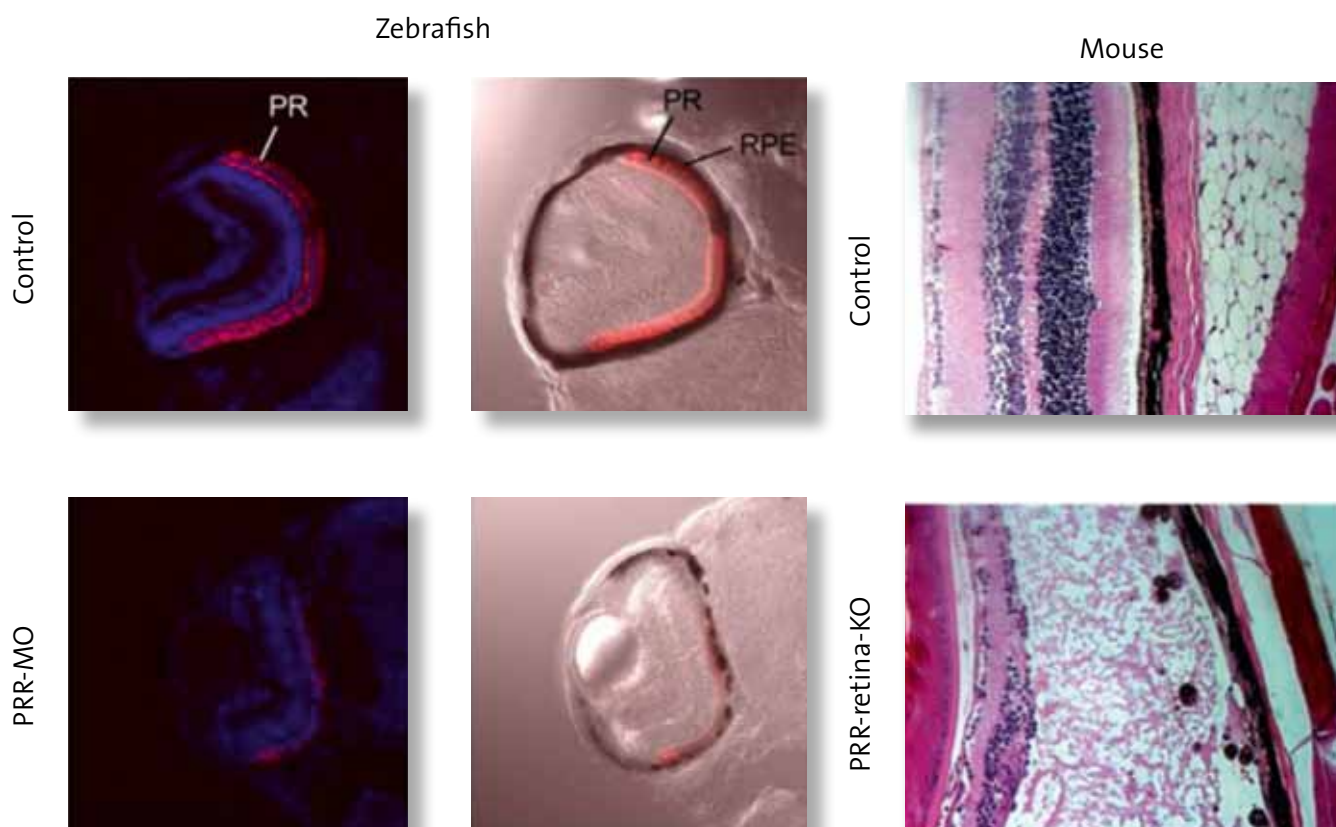 Zebrafish
Mouse
Control
PR
PR
RPE
Control
PRR-MO
PRR-retina-KO